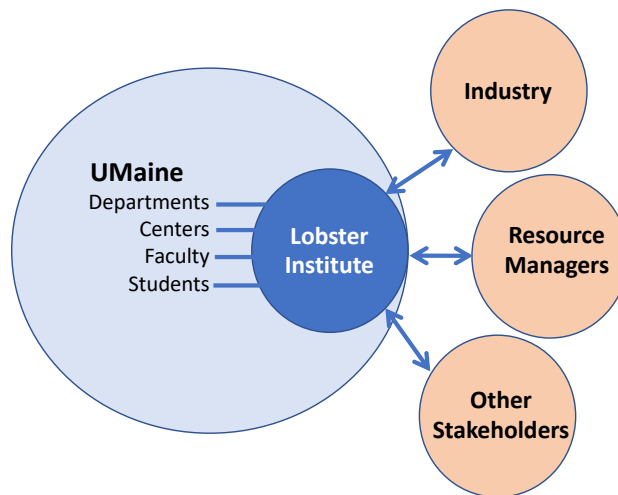 UMaine
Departments
Centers
Faculty
Students
Lobster
Institute
Industry
Resource
Managers
Other
Stakeholders